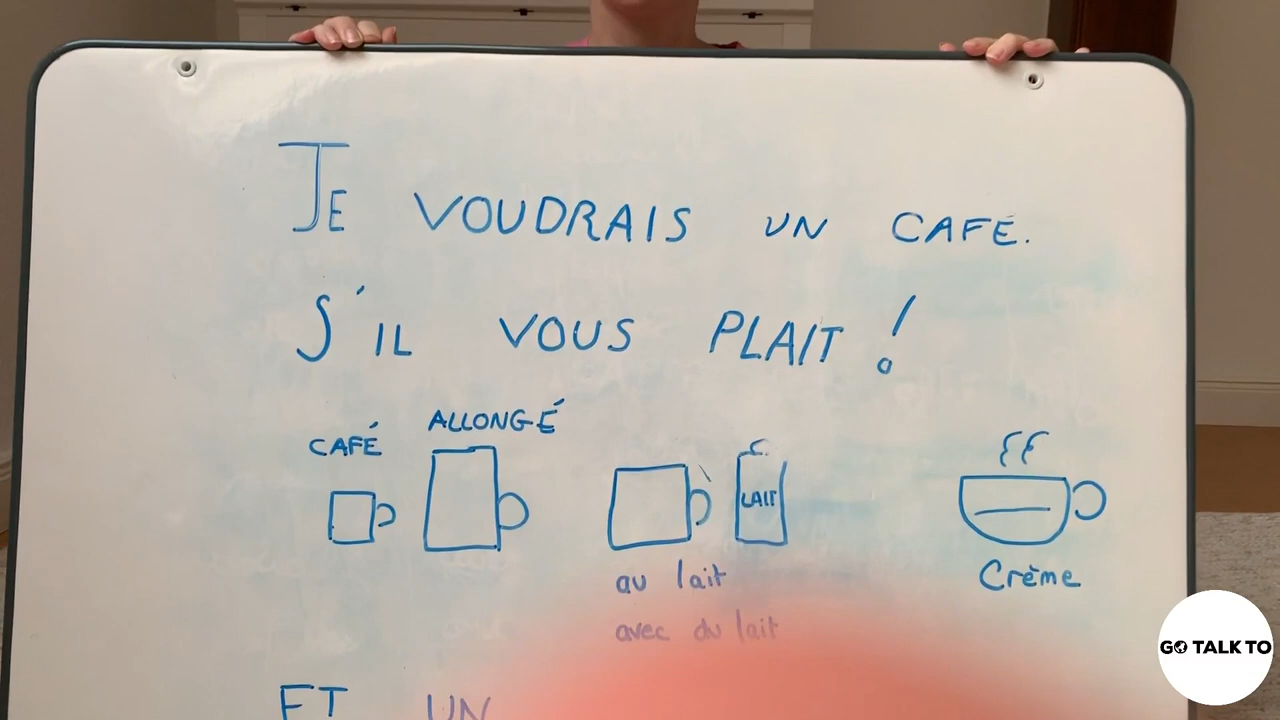 JE VOUDRAIS UN CAFÉ.
S'IL VOUS PLAIT !
CAFÉ ALLONGÉ
LAIT
au lait
Crème
avec du lait
ET UN
GO TALK TO